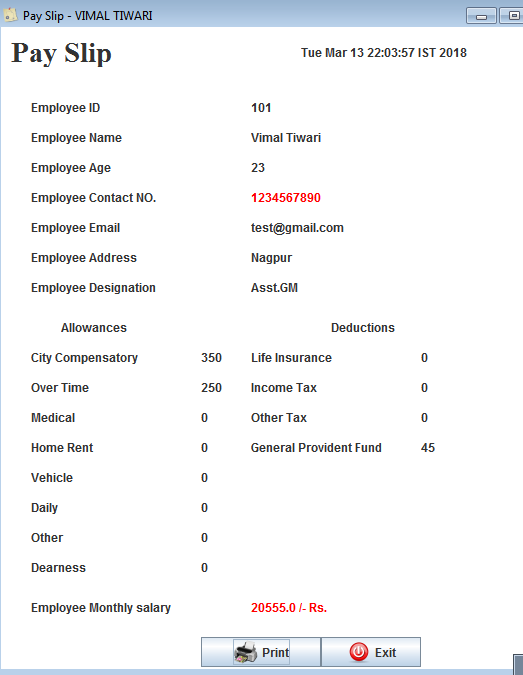 Pay Slip - VIMAL TIWARI
Pay Slip Tue Mar 13 22:03:57 IST 2018
Employee ID 101
Employee Name Vimal Tiwari
Employee Age 23
Employee Contact NO. 1234567890
Employee Email test@gmail.com
Employee Address Nagpur
Employee Designation Asst.GM
Allowances Deductions
City Compensatory 350 Life Insurance 0
Over Time 250 Income Tax 0
Medical 0 Other Tax 0
Home Rent 0 General Provident Fund 45
Vehicle 0
Daily 0
Other 0
Dearness 0
Employee Monthly salary 20555.0 /- Rs.
Print Exit